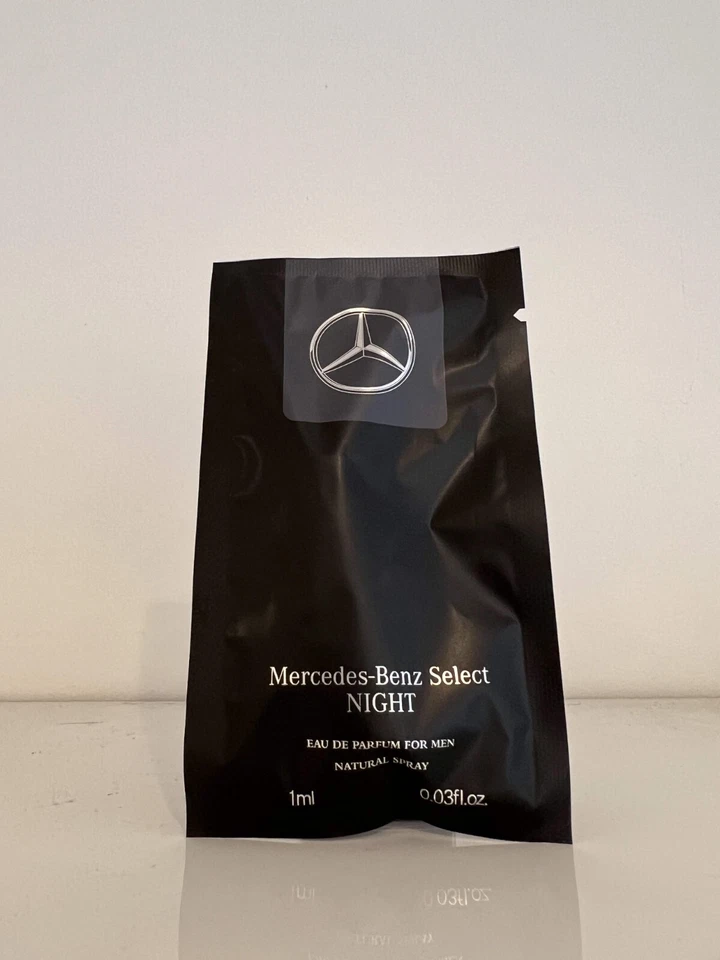 Mercedes-Benz Select
NIGHT
EAU DE PARFUM FOR MEN
NATURAL SPRAY
1ml 0.03fl.oz.